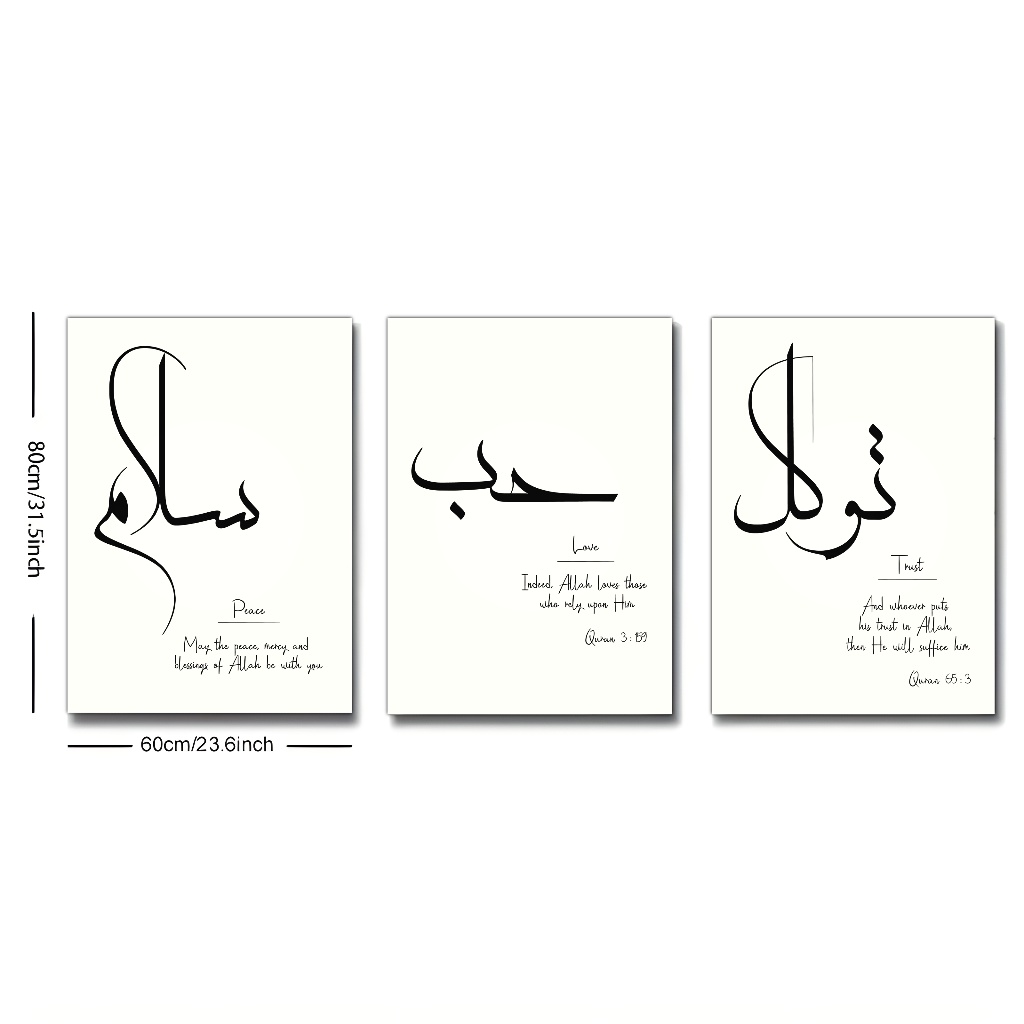 80cm/31.5inch
سلام
Peace
May the peace, mercy and
blessings of Allah be with you
60cm/23.6inch
حب
Love
Indeed, Allah loves those
who rely upon Him
Quran 3:159
توكل
Trust
And whoever puts
his trust in Allah,
then He will suffice him
Quran 65:3